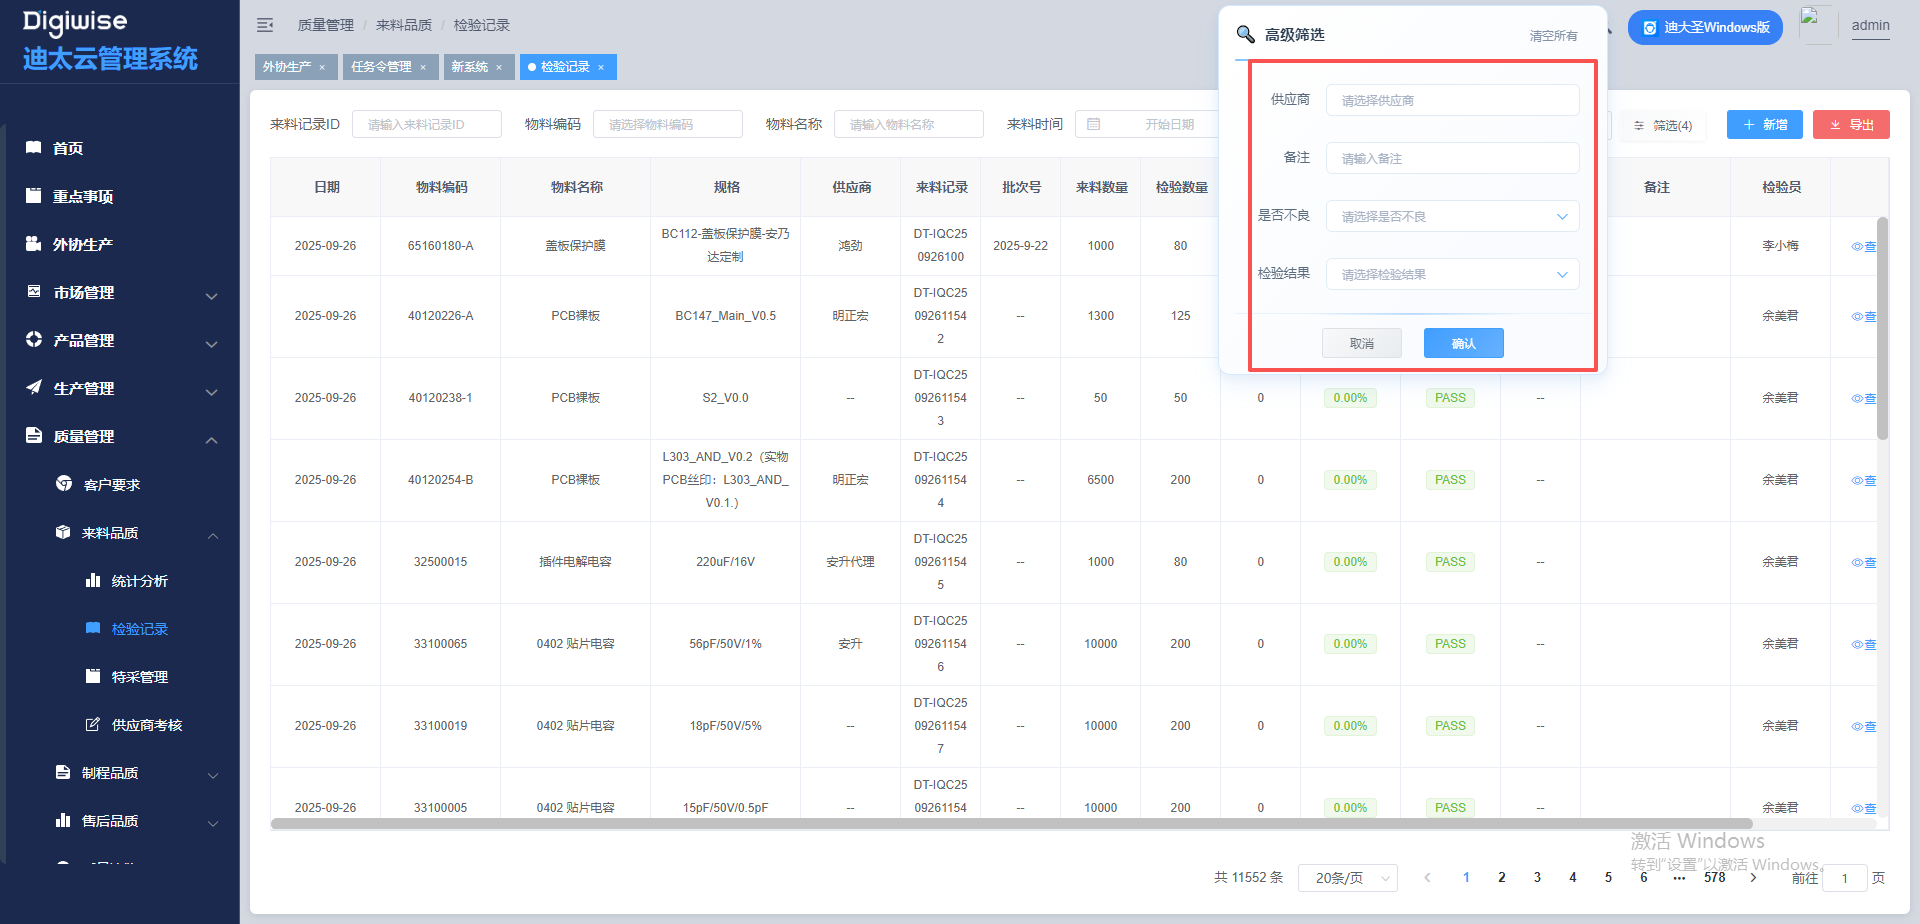 Digiwise
迪太云管理系统
首页
重点事项
外协生产
市场管理
产品管理
生产管理
质量管理
客户要求
来料品质
统计分析
检验记录
特采管理
供应商考核
制程品质
售后品质
质量管理 / 来料品质 / 检验记录
迪太圣Windows版
admin
外协生产 ×
任务令管理 ×
新系统 ×
检验记录 ×
来料记录ID 请输入来料记录ID 物料编码 请选择物料编码 物料名称 请输入物料名称 来料时间 开始日期
筛选(4)
+ 新增
导出
高级筛选
清空所有
供应商 请选择供应商
备注 请输入备注
是否不良 请选择是否不良
检验结果 请选择检验结果
取消 确认
日期 物料编码 物料名称 规格 供应商 来料记录 批次号 来料数量 检验数量 备注 检验员
2025-09-26 65160180-A 盖板保护膜 BC112-盖板保护膜-安乃达定制 鸿劲 DT-IQC250926100 2025-9-22 1000 80 李小梅 查
2025-09-26 40120226-A PCB裸板 BC147_Main_V0.5 明正宏 DT-IQC25092611542 -- 1300 125 余美君 查
2025-09-26 40120238-1 PCB裸板 S2_V0.0 -- DT-IQC25092611543 -- 50 50 0 0.00% PASS -- 余美君 查
2025-09-26 40120254-B PCB裸板 L303_AND_V0.2（实物PCB丝印：L303_AND_V0.1.） 明正宏 DT-IQC25092611544 -- 6500 200 0 0.00% PASS -- 余美君 查
2025-09-26 32500015 插件电解电容 220uF/16V 安升代理 DT-IQC25092611545 -- 1000 80 0 0.00% PASS -- 余美君 查
2025-09-26 33100065 0402 贴片电容 56pF/50V/1% 安升 DT-IQC25092611546 -- 10000 200 0 0.00% PASS -- 余美君 查
2025-09-26 33100019 0402 贴片电容 18pF/50V/5% -- DT-IQC25092611547 -- 10000 200 0 0.00% PASS -- 余美君 查
2025-09-26 33100005 0402 贴片电容 15pF/50V/0.5pF -- DT-IQC2509261154 -- 10000 200 0 0.00% PASS -- 余美君 查
激活 Windows
转到“设置”以激活 Windows。
共 11552 条 20条/页 < 1 2 3 4 5 6 ••• 578 > 前往 1 页